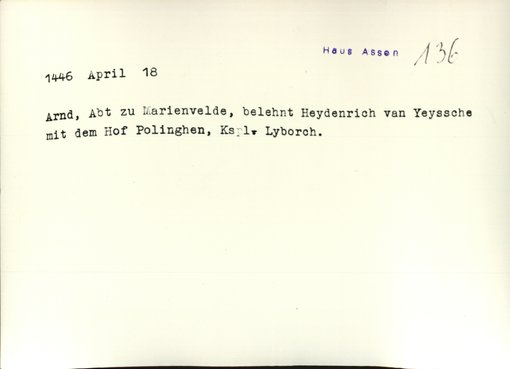 Haus Assen 136
1446 April 18
Arnd, Abt zu Marienvelde, belehnt Heydenrich van Yeyssche
mit dem Hof Polinghen, Kspl. Lyborch.